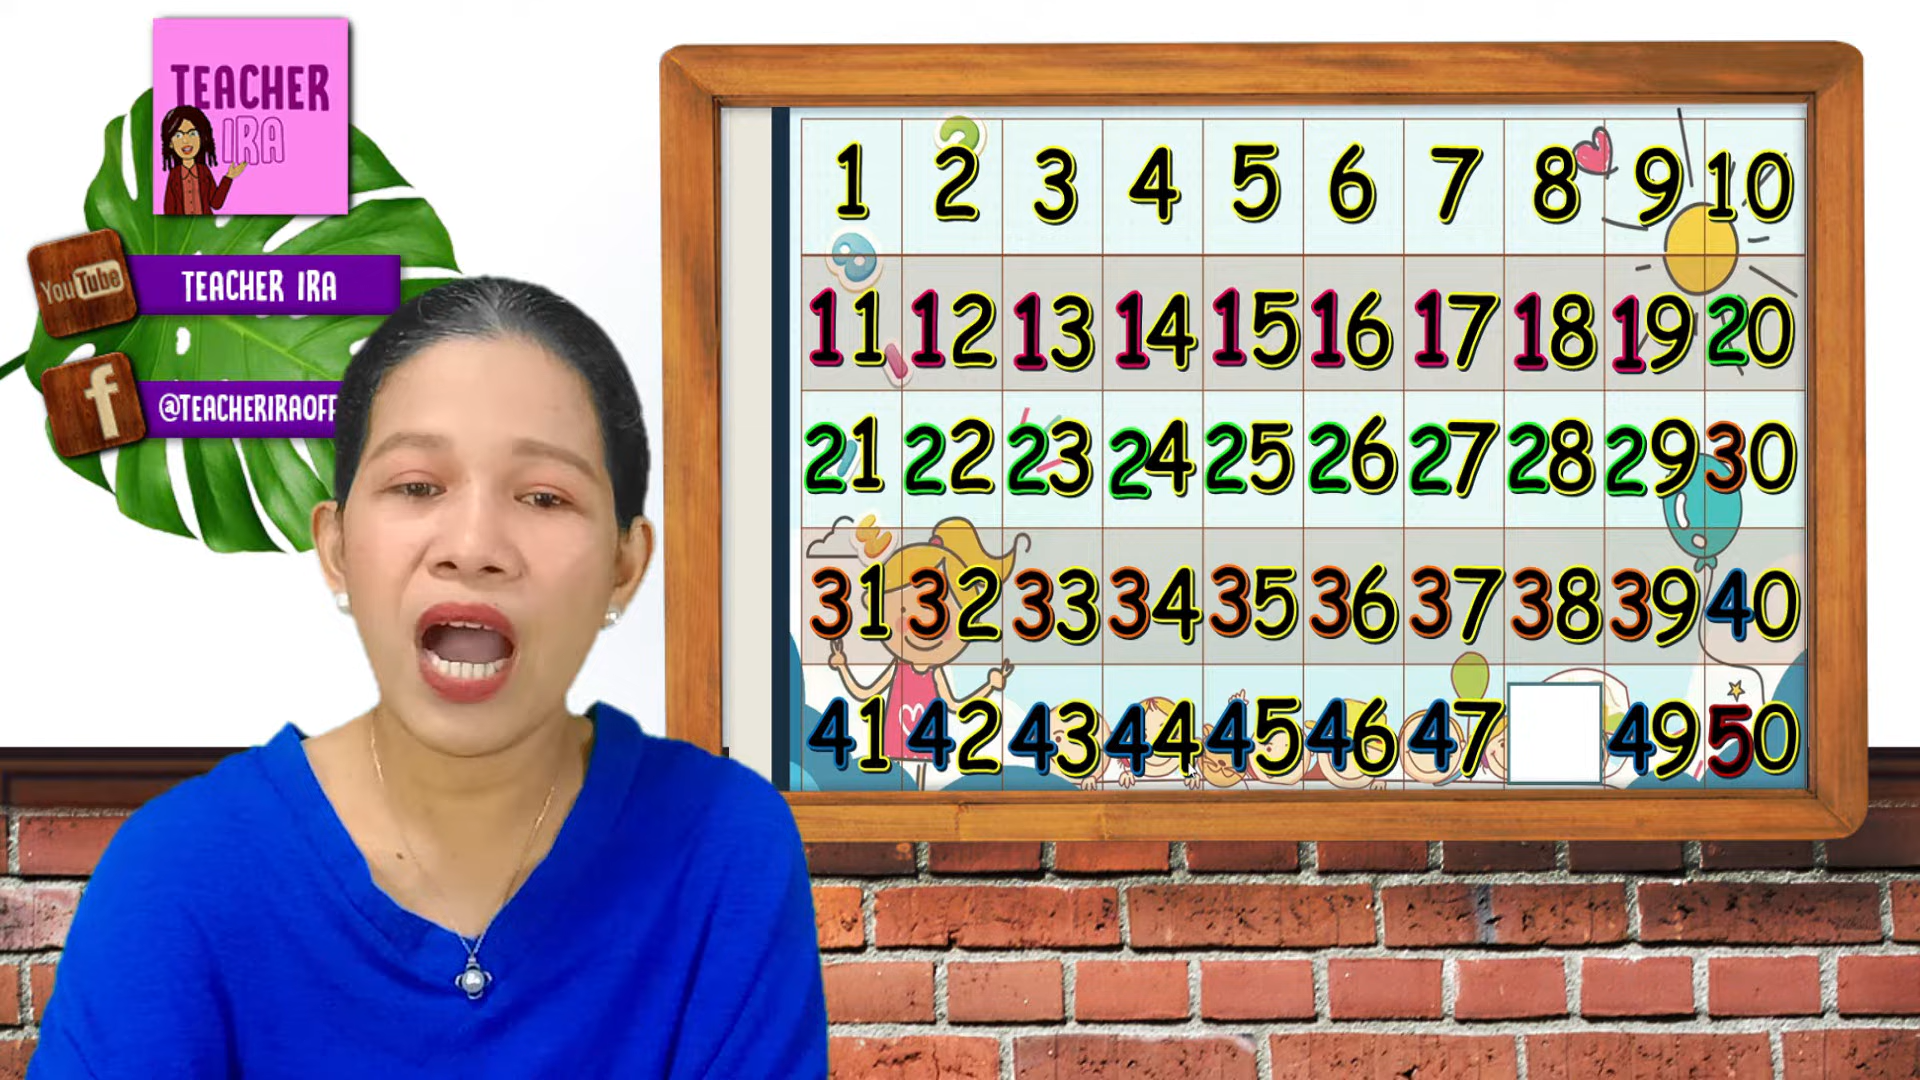 TEACHER
IRA
YouTube
TEACHER IRA
f
@TEACHERIRAOFF
1 2 3 4 5 6 7 8 9 10
11 12 13 14 15 16 17 18 19 20
21 22 23 24 25 26 27 28 29 30
31 32 33 34 35 36 37 38 39 40
41 42 43 44 45 46 47 49 50